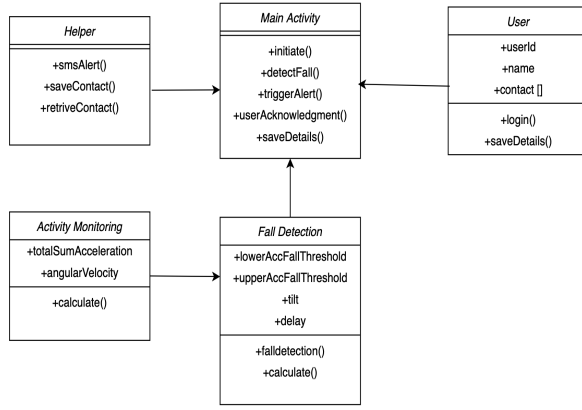 Helper
+smsAlert()
+saveContact()
+retriveContact()
Main Activity
+initiate()
+detectFall()
+triggerAlert()
+userAcknowledgment()
+saveDetails()
User
+userId
+name
+contact []
+login()
+saveDetails()
Activity Monitoring
+totalSumAcceleration
+angularVelocity
+calculate()
Fall Detection
+lowerAccFallThreshold
+upperAccFallThreshold
+tilt
+delay
+falldetection()
+calculate()